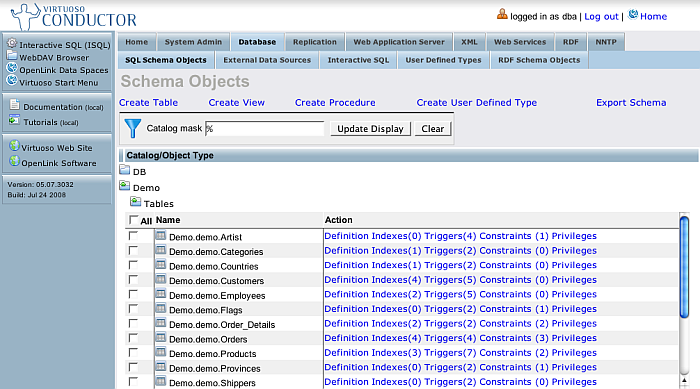 VIRTUOSO
CONDUCTOR
logged in as dba | Log out | Home
Interactive SQL (ISQL)
WebDAV Browser
OpenLink Data Spaces
Virtuoso Start Menu
Documentation (local)
Tutorials (local)
Virtuoso Web Site
OpenLink Software
Version: 05.07.3032
Build: Jul 24 2008
Home System Admin Database Replication Web Application Server XML Web Services RDF NNTP
SQL Schema Objects External Data Sources Interactive SQL User Defined Types RDF Schema Objects
Schema Objects
Create Table Create View Create Procedure Create User Defined Type Export Schema
Catalog mask % Update Display Clear
Catalog/Object Type
DB
Demo
Tables
All Name Action
Demo.demo.Artist Definition Indexes(0) Triggers(4) Constraints (1) Privileges
Demo.demo.Categories Definition Indexes(1) Triggers(2) Constraints (0) Privileges
Demo.demo.Countries Definition Indexes(1) Triggers(2) Constraints (0) Privileges
Demo.demo.Customers Definition Indexes(4) Triggers(5) Constraints (0) Privileges
Demo.demo.Employees Definition Indexes(2) Triggers(5) Constraints (0) Privileges
Demo.demo.Flags Definition Indexes(0) Triggers(2) Constraints (0) Privileges
Demo.demo.Order_Details Definition Indexes(2) Triggers(2) Constraints (2) Privileges
Demo.demo.Orders Definition Indexes(4) Triggers(4) Constraints (3) Privileges
Demo.demo.Products Definition Indexes(3) Triggers(7) Constraints (2) Privileges
Demo.demo.Provinces Definition Indexes(0) Triggers(2) Constraints (1) Privileges
Demo.demo.Shippers Definition Indexes(1) Triggers(2) Constraints (0) Privileges